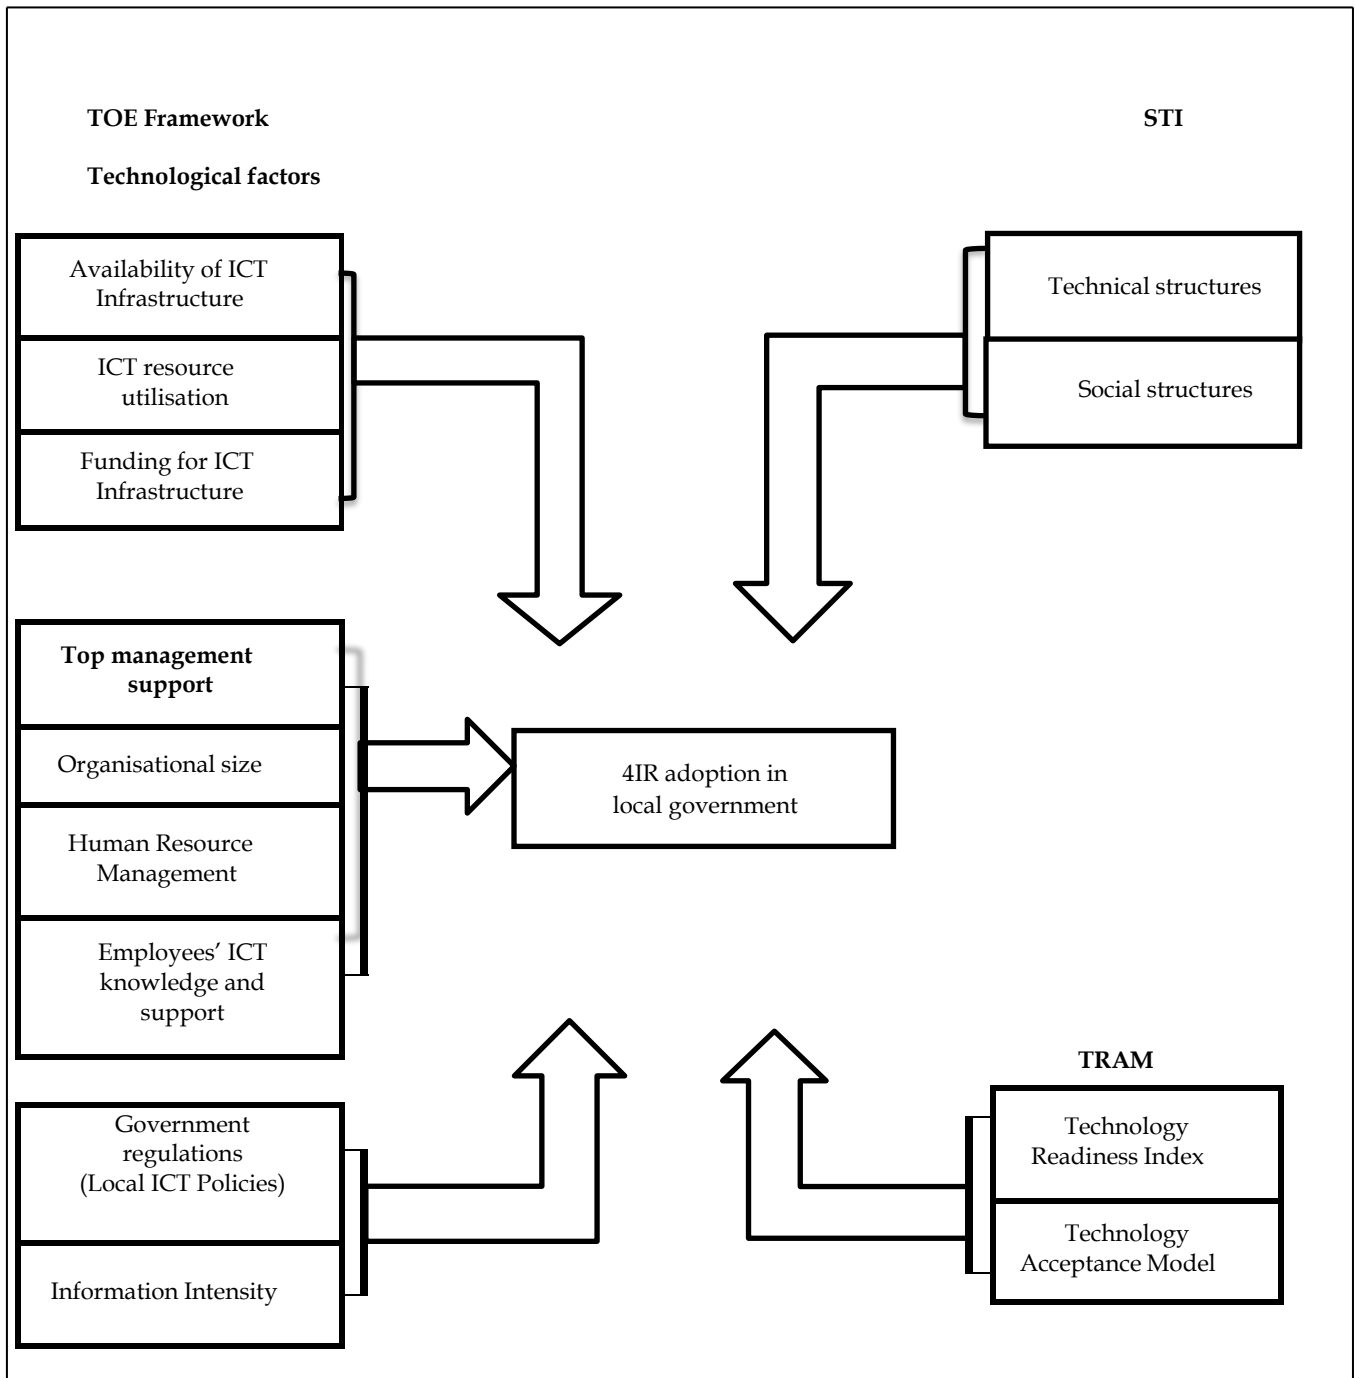 TOE Framework
Technological factors
Availability of ICT
Infrastructure
ICT resource
utilisation
Funding for ICT
Infrastructure
STI
Technical structures
Social structures
Top management
support
Organisational size
Human Resource
Management
Employees’ ICT
knowledge and
support
4IR adoption in
local government
Government
regulations
(Local ICT Policies)
Information Intensity
TRAM
Technology
Readiness Index
Technology
Acceptance Model